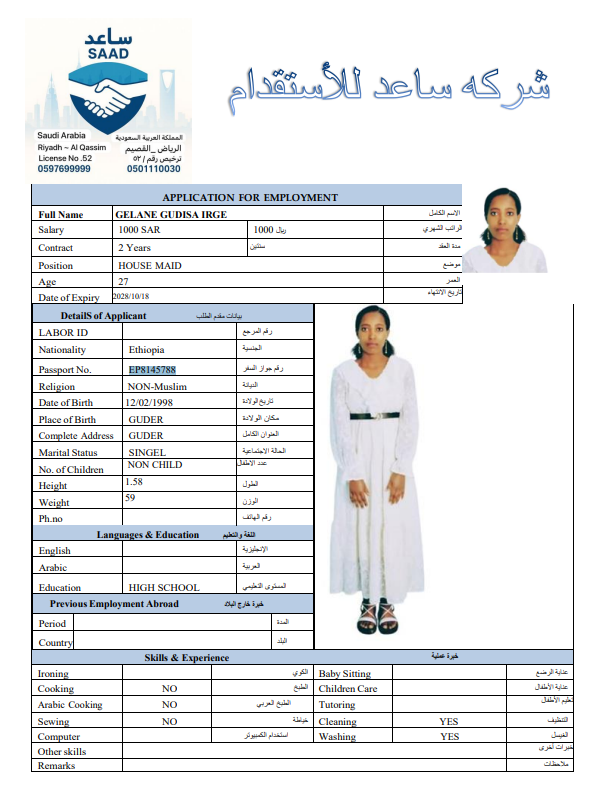 ساعد
SAAD
Saudi Arabia المملكة العربية السعودية
Riyadh ~ Al Qassim الرياض _القصيم
License No .52 ترخيص رقم / ٥٢
0597699999 0501110030
شركه ساعد للأستقدام
APPLICATION FOR EMPLOYMENT
Full Name GELANE GUDISA IRGE الاسم الكامل
Salary 1000 SAR 1000 ريال الراتب الشهري
Contract 2 Years سنتين مدة العقد
Position HOUSE MAID موضع
Age 27 العمر
Date of Expiry 2028/10/18 تاريخ الانتهاء
DetailS of Applicant بيانات مقدم الطلب
LABOR ID رقم المرجع
Nationality Ethiopia الجنسية
Passport No. EP8145788 رقم جواز السفر
Religion NON-Muslim الديانة
Date of Birth 12/02/1998 تاريخ الولادة
Place of Birth GUDER مكان الولادة
Complete Address GUDER العنوان الكامل
Marital Status SINGEL الحالة الاجتماعية
No. of Children NON CHILD عدد الاطفال
Height 1.58 الطول
Weight 59 الوزن
Ph.no رقم الهاتف
Languages & Education اللغة والتعليم
English الإنجليزية
Arabic العربية
Education HIGH SCHOOL المستوى التعليمي
Previous Employment Abroad خبرة خارج البلاد
Period المدة
Country البلد
Skills & Experience خبرة عملية
Ironing الكوي Baby Sitting عناية الرضع
Cooking NO الطبخ Children Care عناية الأطفال
Arabic Cooking NO الطبخ العربي Tutoring تعليم الأطفال
Sewing NO خياطة Cleaning YES التنظيف
Computer استخدام الكمبيوتر Washing YES الغسيل
Other skills خبرات أخرى
Remarks ملاحظات